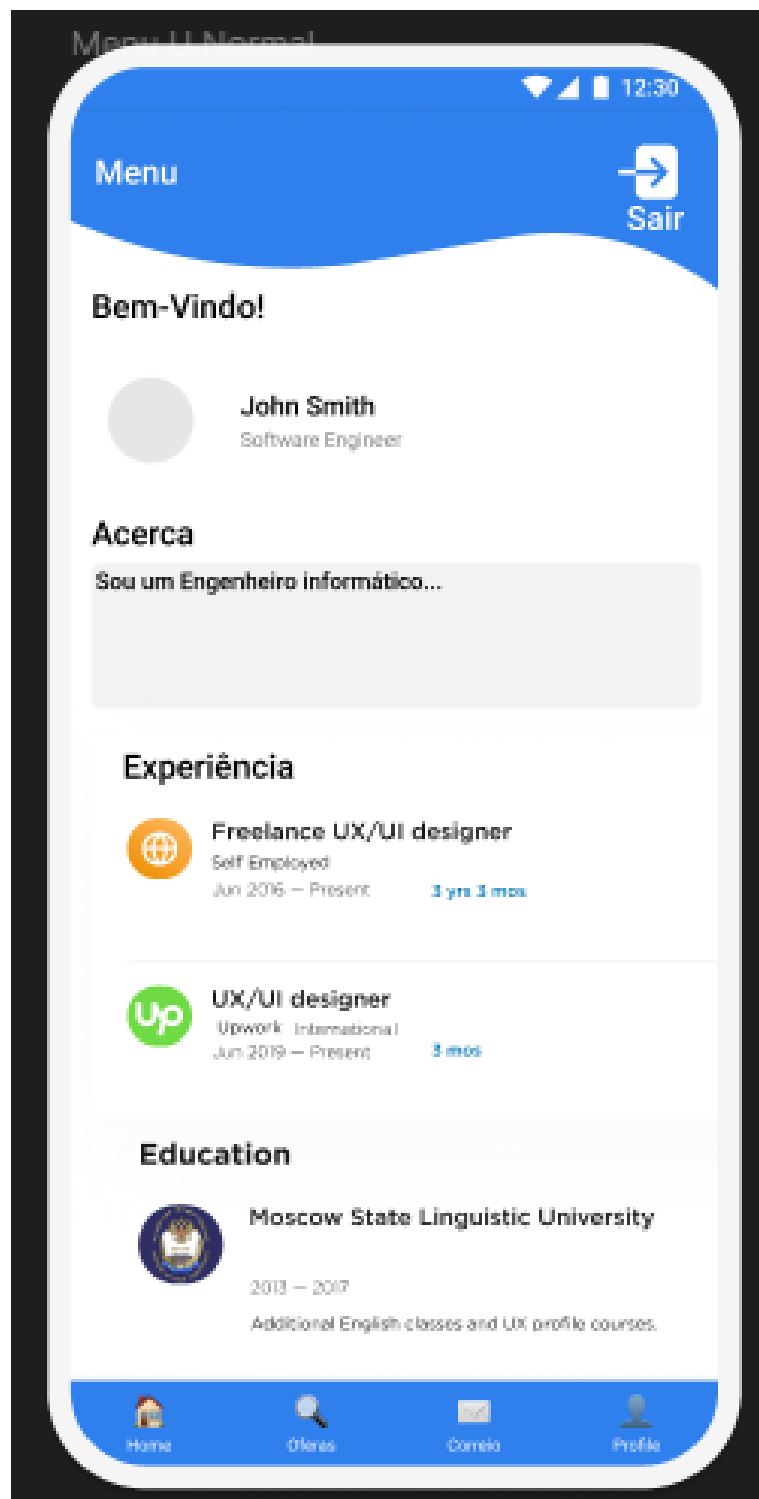 Menu U Normal
12:30
Menu
Sair
Bem-Vindo!
John Smith
Software Engineer
Acerca
Sou um Engenheiro informático...
Experiência
Freelance UX/UI designer
Self Employed
Jun 2016 — Present 3 yrs 3 mos
Up
UX/UI designer
Upwork International
Jun 2019 — Present 3 mos
Education
Moscow State Linguistic University
2013 — 2017
Additional English classes and UX profile courses.
Home Oferas Correio Profile